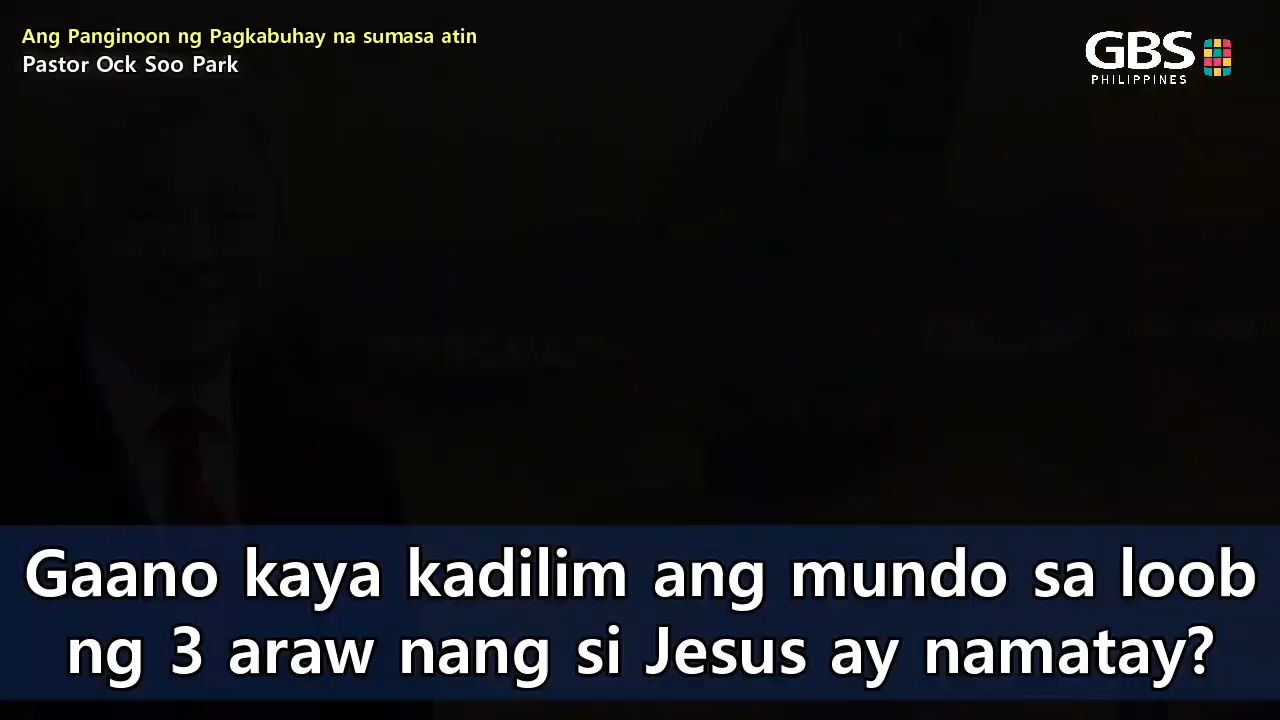 Ang Panginoon ng Pagkabuhay na sumasa atin
Pastor Ock Soo Park
GBS
PHILIPPINES
Gaano kaya kadilim ang mundo sa loob
ng 3 araw nang si Jesus ay namatay?